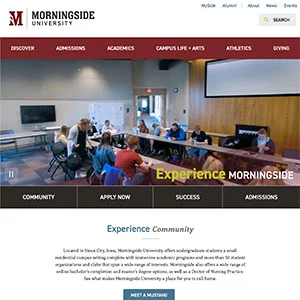 MySide Alumni About News Events
M MORNINGSIDE
UNIVERSITY
SEARCH
DISCOVER ADMISSIONS ACADEMICS CAMPUS LIFE + ARTS ATHLETICS GIVING
Experience MORNINGSIDE
COMMUNITY APPLY NOW SUCCESS ADMISSIONS
Experience Community
Located in Sioux City, Iowa, Morningside University offers undergraduate students a small
residential campus setting complete with immersive academic programs and more than 50 student
organizations and clubs that span a wide range of interests. Morningside also offers a wide range of
online bachelor's completion and master's degree options, as well as a Doctor of Nursing Practice.
See what makes Morningside University a place for you to call home.
MEET A MUSTANG